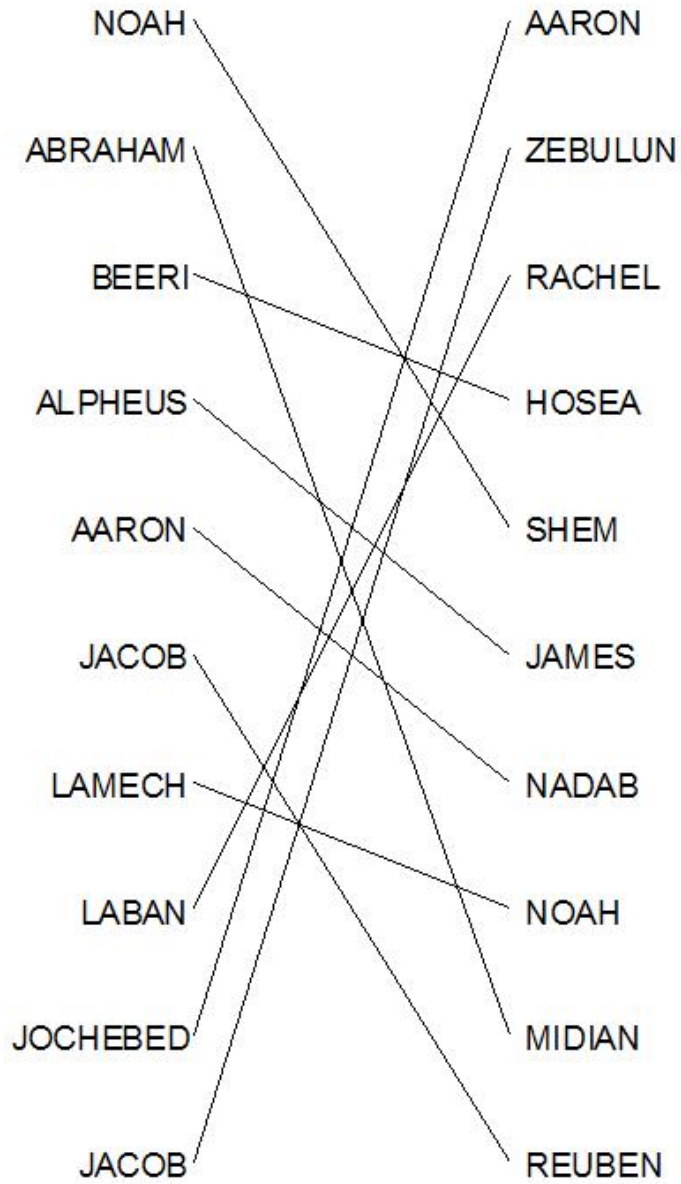 NOAH AARON
ABRAHAM ZEBULUN
BEERI RACHEL
ALPHEUS HOSEA
AARON SHEM
JACOB JAMES
LAMECH NADAB
LABAN NOAH
JOCHEBED MIDIAN
JACOB REUBEN